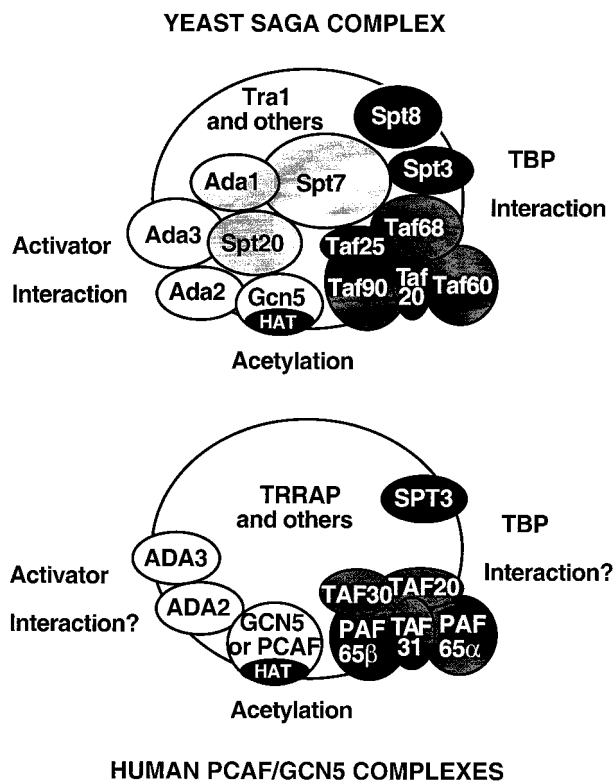 YEAST SAGA COMPLEX
Tra1
and others
Spt8
Spt3
TBP
Interaction
Ada1
Spt7
Ada3
Spt20
Taf68
Taf25
Activator
Interaction
Ada2
Gcn5
HAT
Taf90
Taf
20
Taf60
Acetylation
TRRAP
and others
SPT3
TBP
Interaction?
ADA3
Activator
Interaction?
ADA2
TAF30
TAF20
GCN5
or PCAF
HAT
PAF
65β
TAF
31
PAF
65α
Acetylation
HUMAN PCAF/GCN5 COMPLEXES